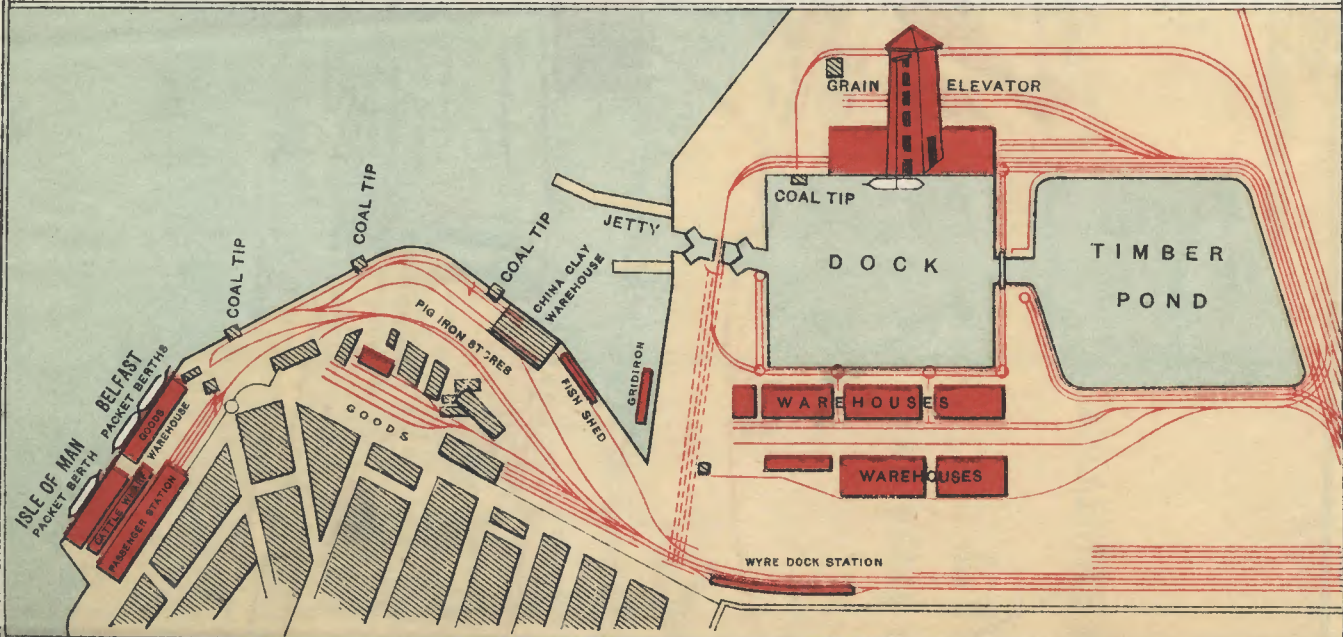 GRAIN ELEVATOR
COAL TIP
DOCK
TIMBER
POND
JETTY
COAL TIP
COAL TIP
COAL TIP
CHINA CLAY
WAREHOUSE
PIG IRON STORES
FISH SHED
GRIDIRON
BELFAST
PACKET BERTHS
GOODS
WAREHOUSE
ISLE OF MAN
PACKET BERTH
CATTLE
PASSENGER STATION
GOODS
WAREHOUSES
WAREHOUSES
WYRE DOCK STATION